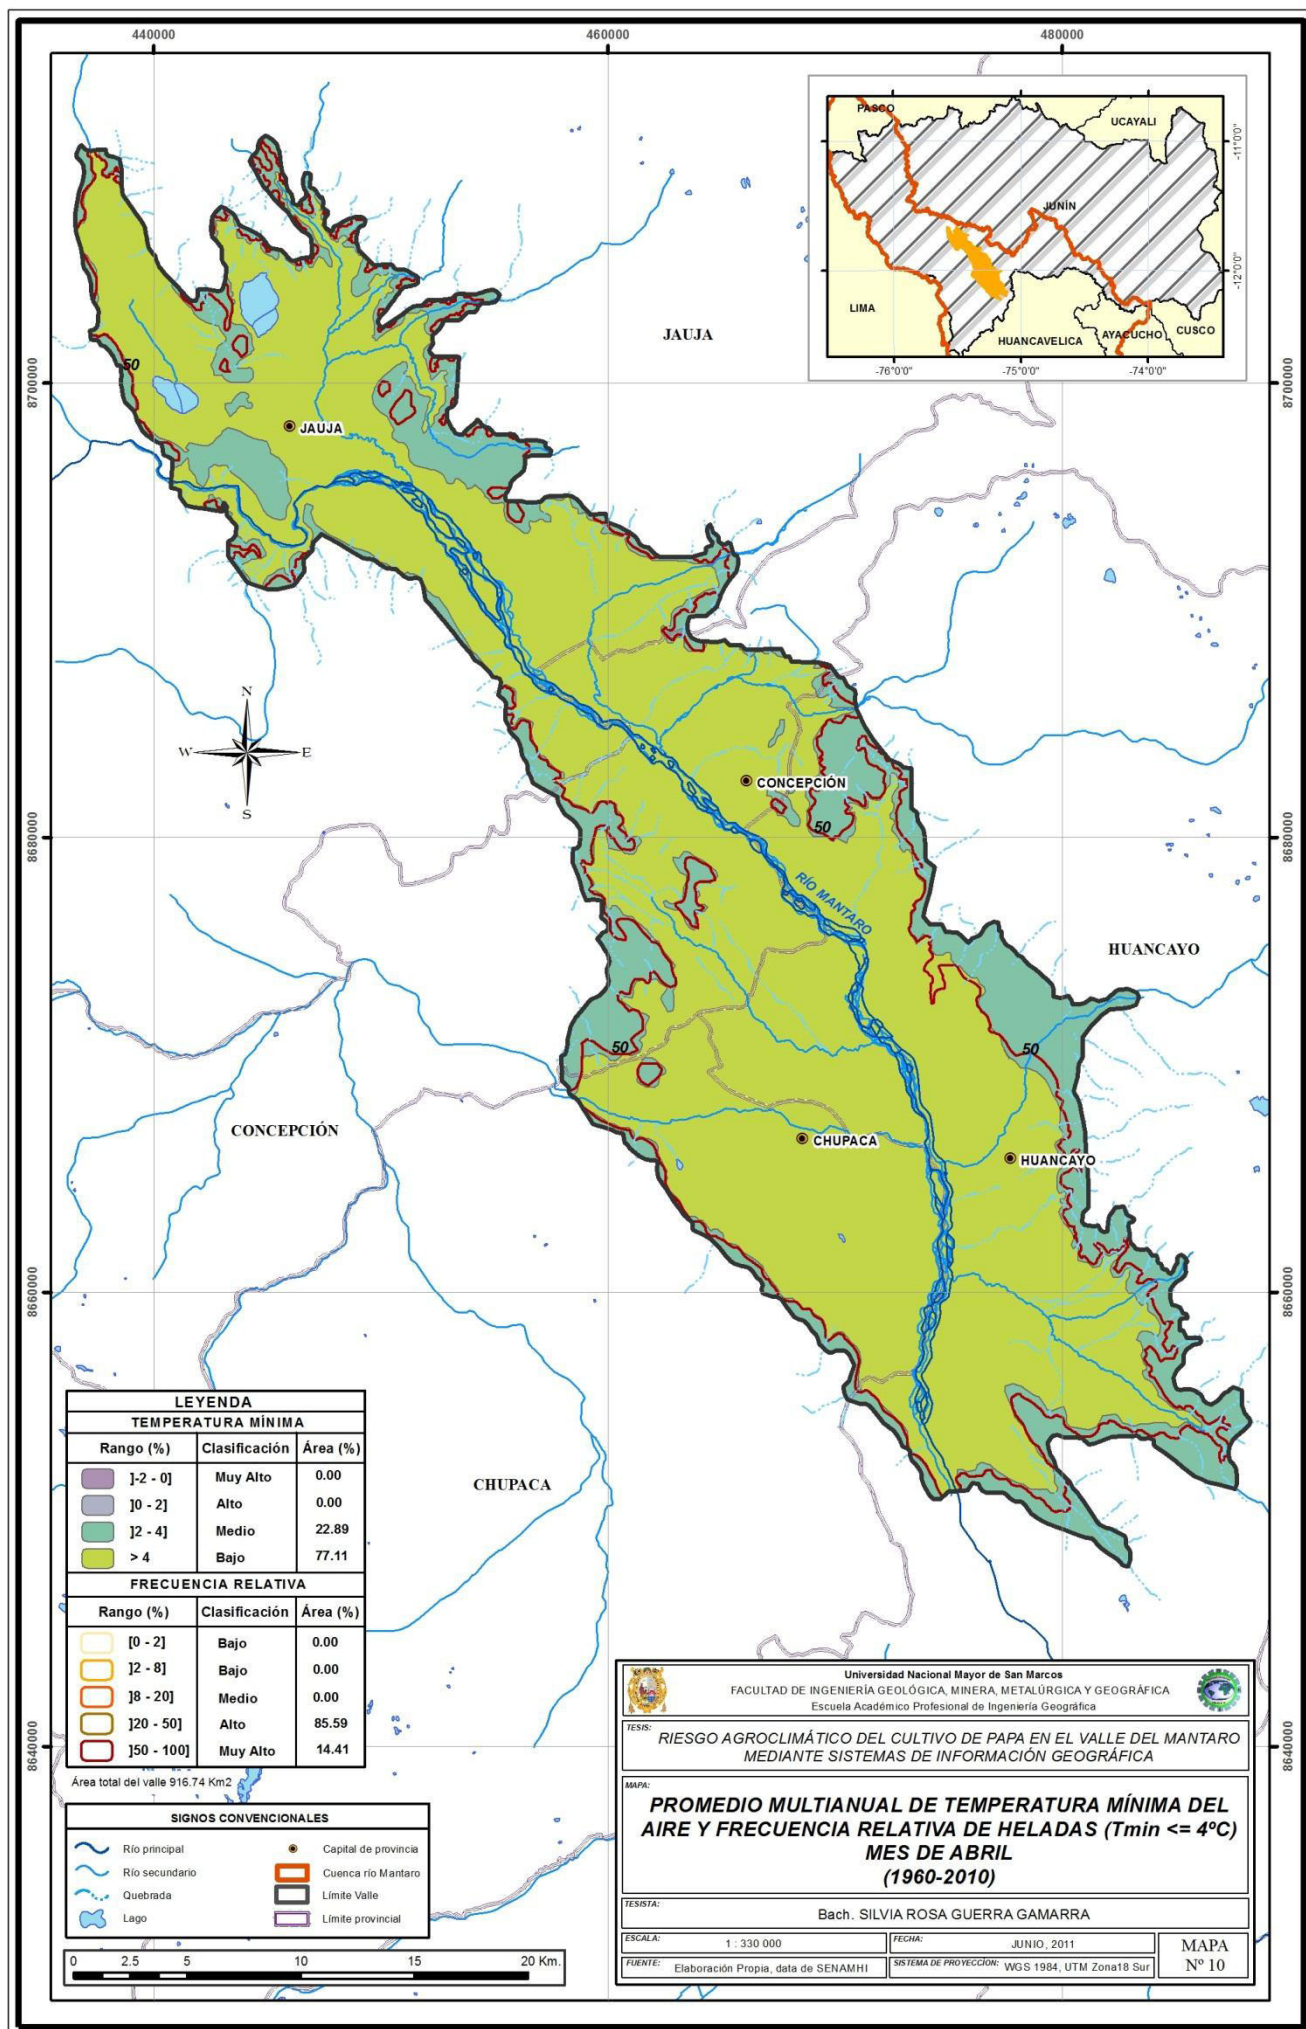 440000
460000
480000
PASCO
UCAYALI
JUNÍN
LIMA
HUANCAVELICA
AYACUCHO
CUSCO
-11°0'0"
-12°0'0"
-76°0'0"
-75°0'0"
-74°0'0"
JAUJA
8700000
8700000
50
JAUJA
N
W
E
S
CONCEPCIÓN
50
8680000
8680000
RÍO MANTARO
HUANCAYO
50
50
CONCEPCIÓN
CHUPACA
HUANCAYO
8660000
8660000
CHUPACA
LEYENDA
TEMPERATURA MÍNIMA
Rango (%) Clasificación Área (%)
]-2 - 0] Muy Alto 0.00
]0 - 2] Alto 0.00
]2 - 4] Medio 22.89
> 4 Bajo 77.11
FRECUENCIA RELATIVA
Rango (%) Clasificación Área (%)
[0 - 2] Bajo 0.00
]2 - 8] Bajo 0.00
]8 - 20] Medio 0.00
]20 - 50] Alto 85.59
]50 - 100] Muy Alto 14.41
Área total del valle 916.74 Km2
8640000
8640000
SIGNOS CONVENCIONALES
Río principal
Capital de provincia
Río secundario
Cuenca río Mantaro
Quebrada
Límite Valle
Lago
Límite provincial
0 2.5 5 10 15 20 Km.
Universidad Nacional Mayor de San Marcos
FACULTAD DE INGENIERÍA GEOLÓGICA, MINERA, METALÚRGICA Y GEOGRÁFICA
Escuela Académico Profesional de Ingeniería Geográfica
TESIS:
RIESGO AGROCLIMÁTICO DEL CULTIVO DE PAPA EN EL VALLE DEL MANTARO
MEDIANTE SISTEMAS DE INFORMACIÓN GEOGRÁFICA
MAPA:
PROMEDIO MULTIANUAL DE TEMPERATURA MÍNIMA DEL
AIRE Y FRECUENCIA RELATIVA DE HELADAS (Tmin <= 4ºC)
MES DE ABRIL
(1960-2010)
TESISTA:
Bach. SILVIA ROSA GUERRA GAMARRA
ESCALA: 1 : 330 000
FECHA: JUNIO, 2011
FUENTE: Elaboración Propia, data de SENAMHI
SISTEMA DE PROYECCIÓN: WGS 1984, UTM Zona18 Sur
MAPA
Nº 10